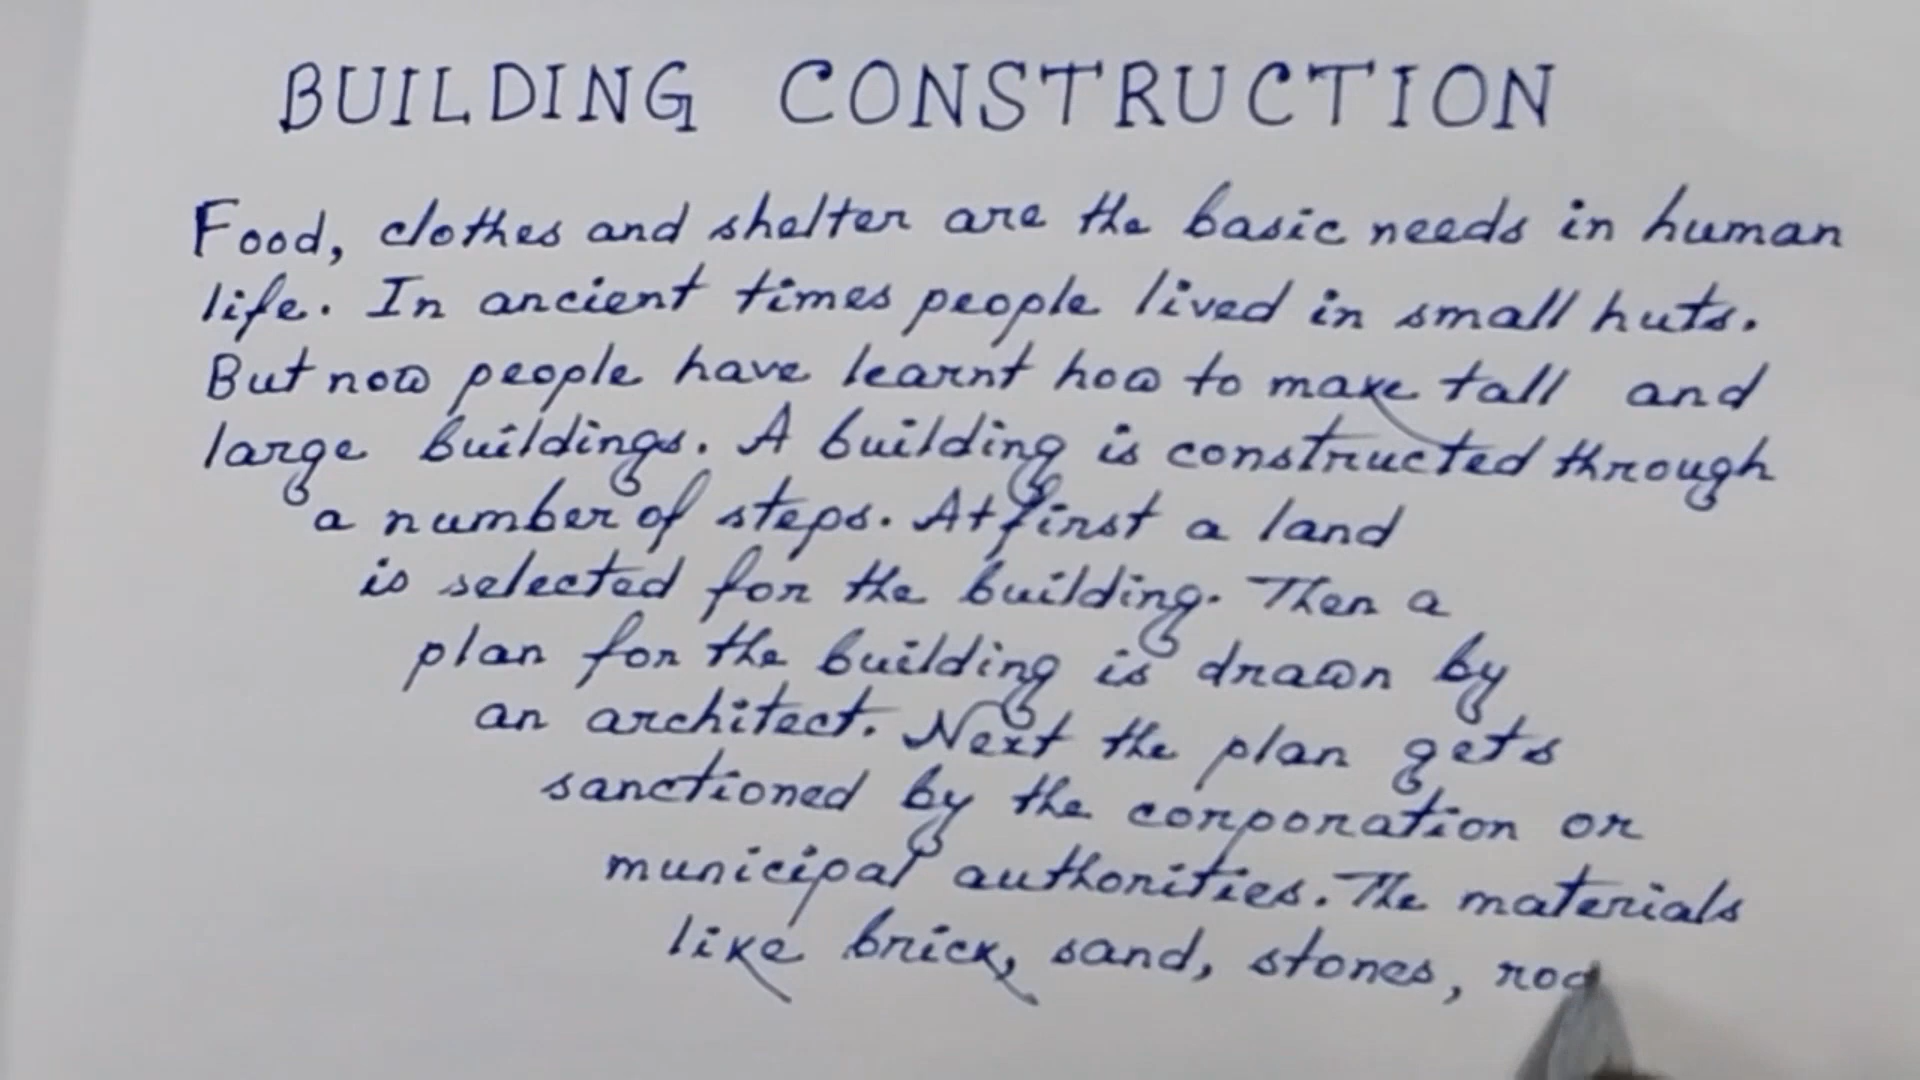 BUILDING CONSTRUCTION
Food, clothes and shelter are the basic needs in human
life. In ancient times people lived in small huts.
But now people have learnt how to make tall and
large buildings. A building is constructed through
a number of steps. At first a land
is selected for the building. Then a
plan for the building is drawn by
an architect. Next the plan gets
sanctioned by the corporation or
municipal authorities. The materials
like brick, sand, stones,